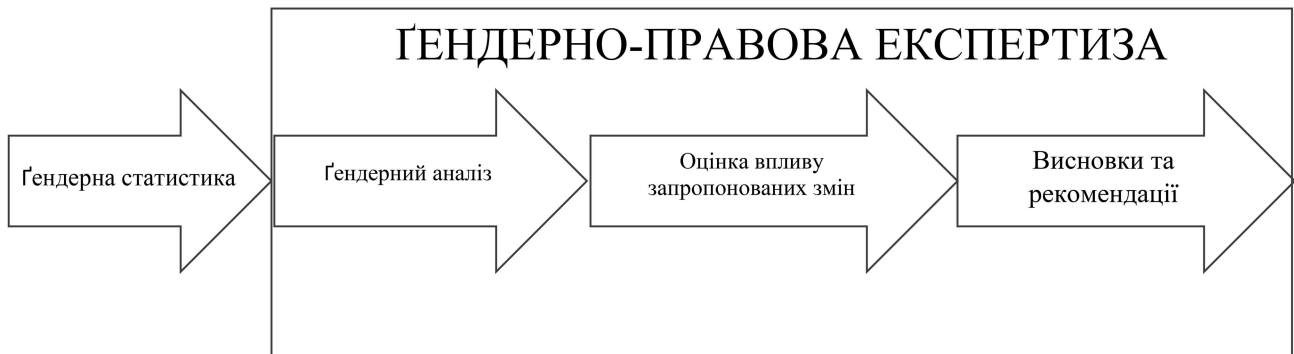 ҐЕНДЕРНО-ПРАВОВА ЕКСПЕРТИЗА
Ґендерна статистика
Ґендерний аналіз
Оцінка впливу
запропонованих змін
Висновки та
рекомендації